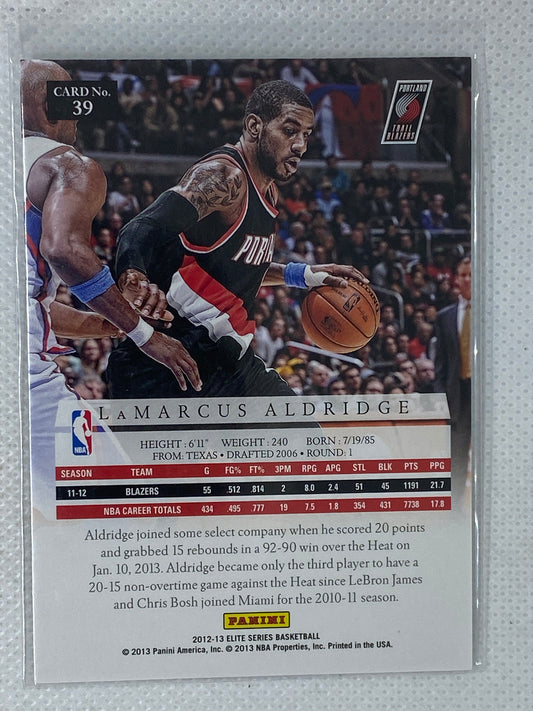 CARD No.
39
PORTLAND
TRAIL BLAZERS
PORT
LAMARCUS ALDRIDGE
NBA
HEIGHT: 6'11" WEIGHT: 240 BORN: 7/19/85
FROM: TEXAS • DRAFTED 2006 • ROUND: 1
SEASON TEAM G FG% FT% 3PM RPG APG STL BLK PTS PPG
11-12 BLAZERS 55 .512 .814 2 8.0 2.4 51 45 1191 21.7
NBA CAREER TOTALS 434 .495 .777 19 7.5 1.8 354 431 7738 17.8
Aldridge joined some select company when he scored 20 points
and grabbed 15 rebounds in a 92-90 win over the Heat on
Jan. 10, 2013. Aldridge became only the third player to have a
20-15 non-overtime game against the Heat since LeBron James
and Chris Bosh joined Miami for the 2010-11 season.
PANINI
2012-13 ELITE SERIES BASKETBALL
© 2013 Panini America, Inc. © 2013 NBA Properties, Inc. Printed in the USA.